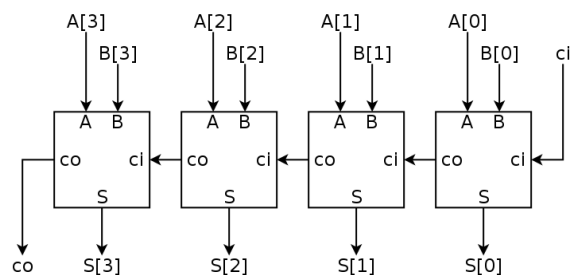 A[3] A[2] A[1] A[0]
B[3] B[2] B[1] B[0] ci
A B A B A B A B
co ci co ci co ci co ci
S S S S
co S[3] S[2] S[1] S[0]